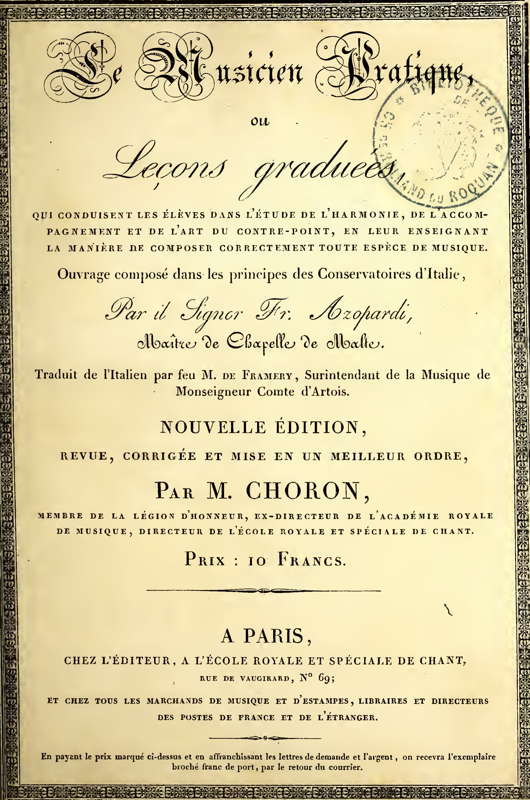 Le Musicien Pratique,
ou
Leçons graduées
QUI CONDUISENT LES ÉLÈVES DANS L'ÉTUDE DE L'HARMONIE, DE L'ACCOM-
PAGNEMENT ET DE L'ART DU CONTRE-POINT, EN LEUR ENSEIGNANT
LA MANIÈRE DE COMPOSER CORRECTEMENT TOUTE ESPÈCE DE MUSIQUE.
Ouvrage composé dans les principes des Conservatoires d'Italie,
Par il Signor Fr. Azopardi,
Maître de Chapelle de Malte.
Traduit de l'Italien par feu M. DE FRAMERY, Surintendant de la Musique de
Monseigneur Comte d'Artois.
NOUVELLE ÉDITION,
REVUE, CORRIGÉE ET MISE EN UN MEILLEUR ORDRE,
PAR M. CHORON,
MEMBRE DE LA LÉGION D'HONNEUR, EX-DIRECTEUR DE L'ACADÉMIE ROYALE
DE MUSIQUE, DIRECTEUR DE L'ÉCOLE ROYALE ET SPÉCIALE DE CHANT.
PRIX : 10 FRANCS.
A PARIS,
CHEZ L'ÉDITEUR, A L'ÉCOLE ROYALE ET SPÉCIALE DE CHANT,
RUE DE VAUGIRARD, N° 69;
ET CHEZ TOUS LES MARCHANDS DE MUSIQUE ET D'ESTAMPES, LIBRAIRES ET DIRECTEURS
DES POSTES DE FRANCE ET DE L'ÉTRANGER.
En payant le prix marqué ci-dessus et en affranchissant les lettres de demande et l'argent, on recevra l'exemplaire
broché franc de port, par le retour du courrier.
BIBLIOTHÈQUE
DE
DU ROQUAN